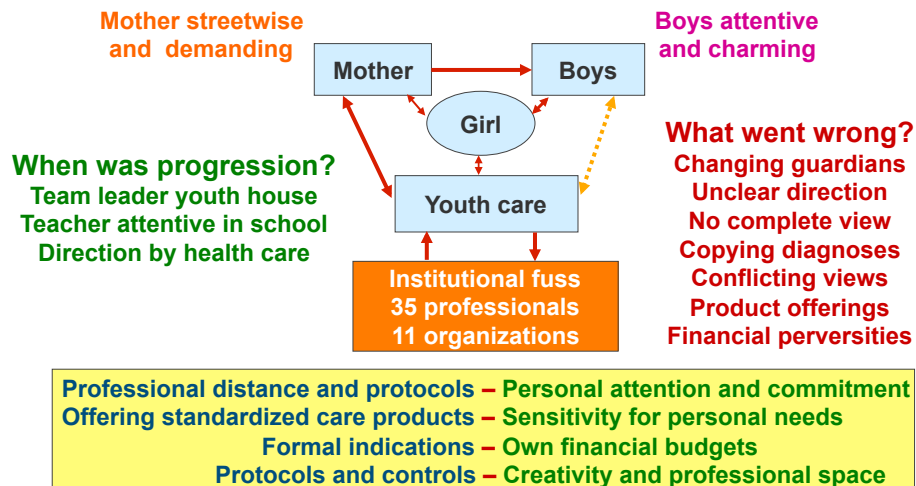 Mother streetwise
and demanding
Boys attentive
and charming
Mother
Boys
Girl
When was progression?
Team leader youth house
Teacher attentive in school
Direction by health care
What went wrong?
Changing guardians
Unclear direction
No complete view
Copying diagnoses
Conflicting views
Product offerings
Financial perversities
Youth care
Institutional fuss
35 professionals
11 organizations
Professional distance and protocols – Personal attention and commitment
Offering standardized care products – Sensitivity for personal needs
Formal indications – Own financial budgets
Protocols and controls – Creativity and professional space